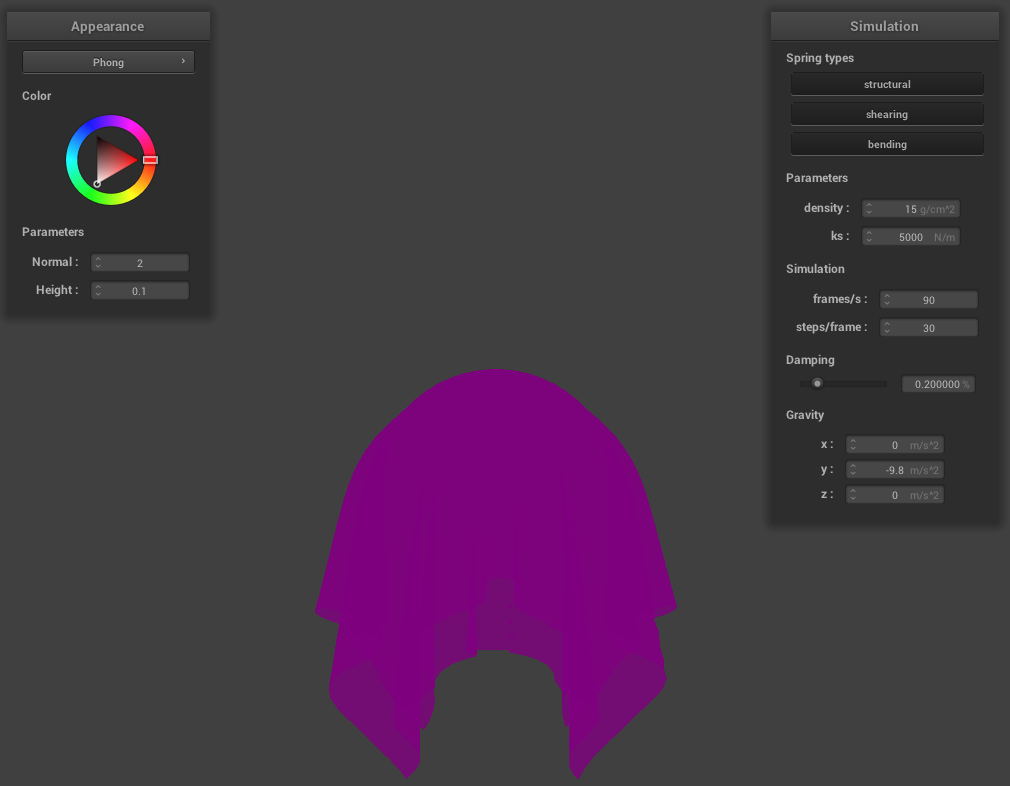 Appearance
Phong ›
Color
Parameters
Normal : 2
Height : 0.1
Simulation
Spring types
structural
shearing
bending
Parameters
density : 15 g/cm^2
ks : 5000 N/m
Simulation
frames/s : 90
steps/frame : 30
Damping
0.200000 %
Gravity
x : 0 m/s^2
y : -9.8 m/s^2
z : 0 m/s^2